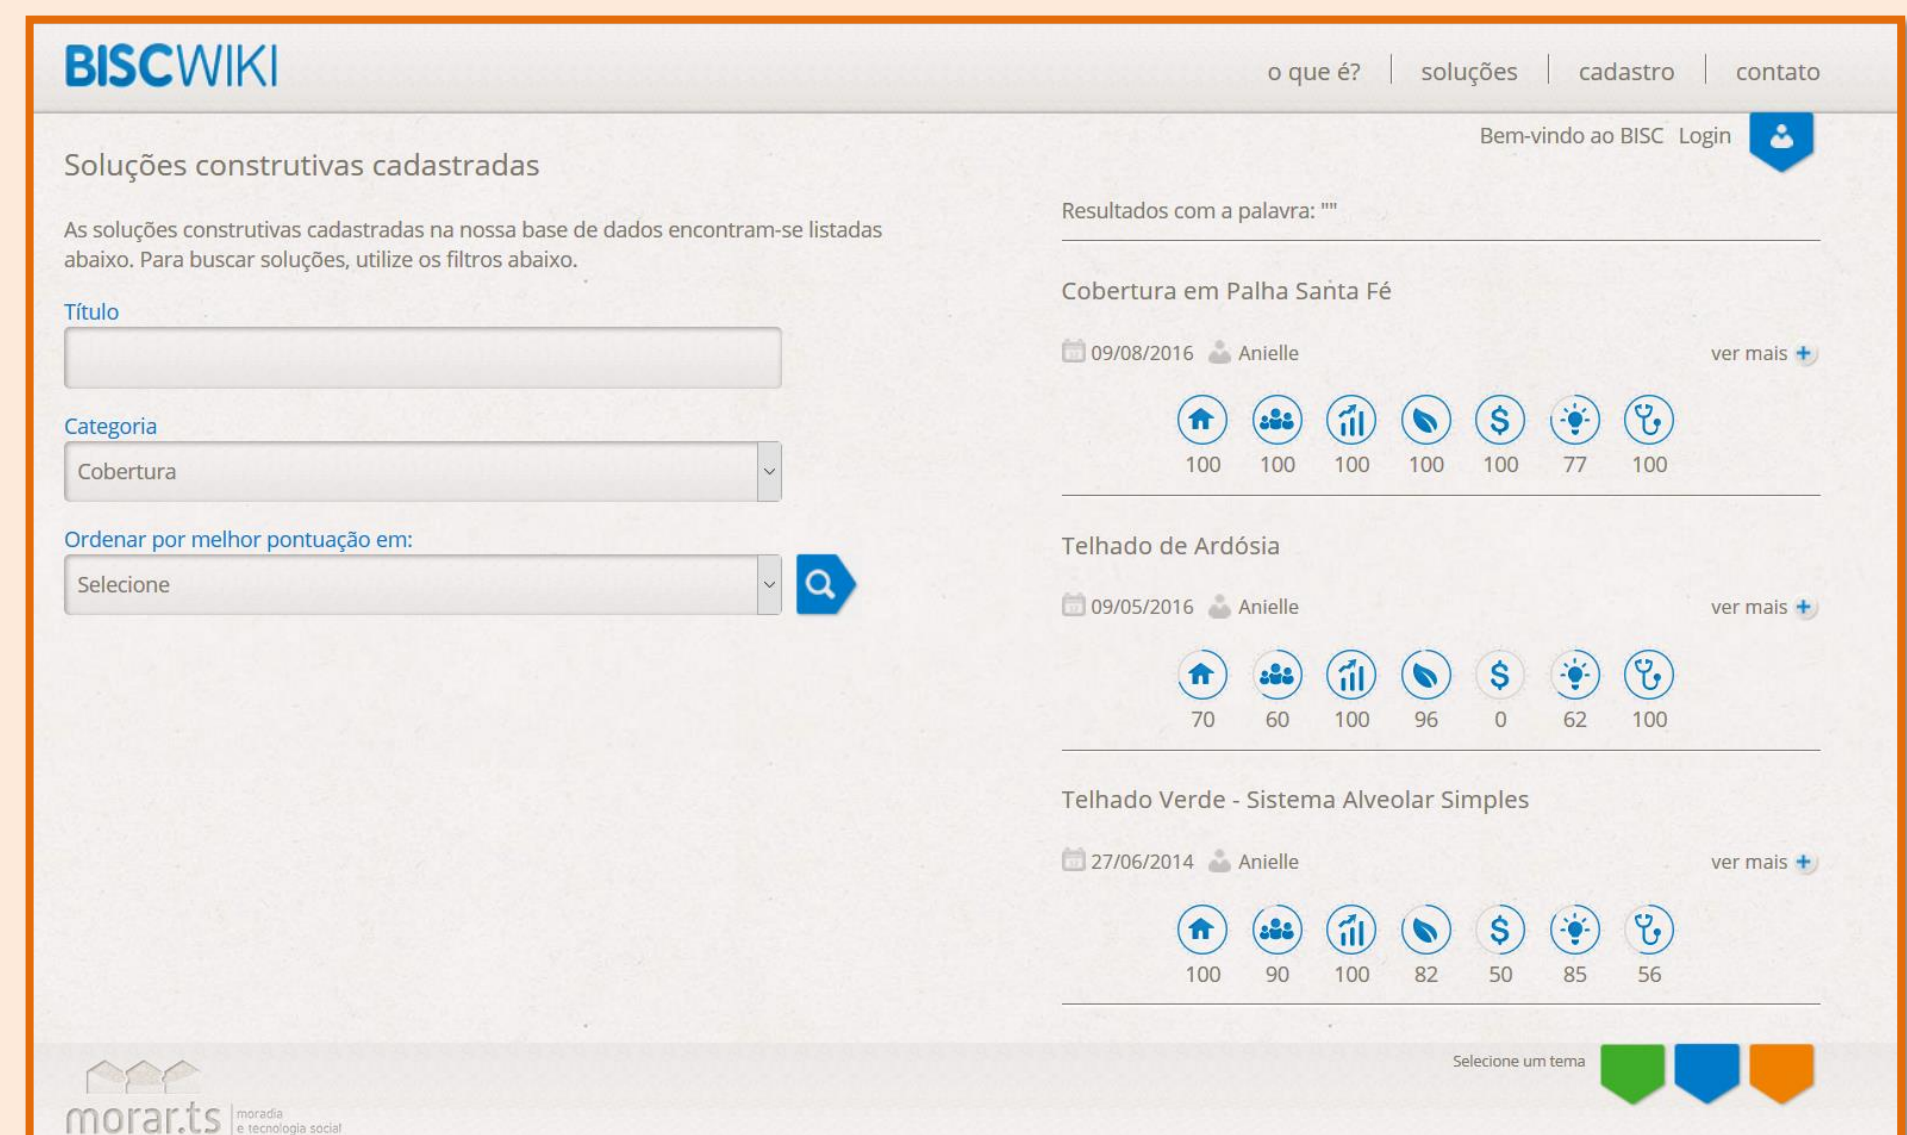 BISCWIKI
o que é? | soluções | cadastro | contato
Bem-vindo ao BISC Login
Soluções construtivas cadastradas
As soluções construtivas cadastradas na nossa base de dados encontram-se listadas
abaixo. Para buscar soluções, utilize os filtros abaixo.
Título
Categoria
Cobertura
Ordenar por melhor pontuação em:
Selecione
Resultados com a palavra: ""
Cobertura em Palha Santa Fé
09/08/2016 Anielle ver mais +
100 100 100 100 100 77 100
Telhado de Ardósia
09/05/2016 Anielle ver mais +
70 60 100 96 0 62 100
Telhado Verde - Sistema Alveolar Simples
27/06/2014 Anielle ver mais +
100 90 100 82 50 85 56
Selecione um tema
morar.ts
moradia
e tecnologia social